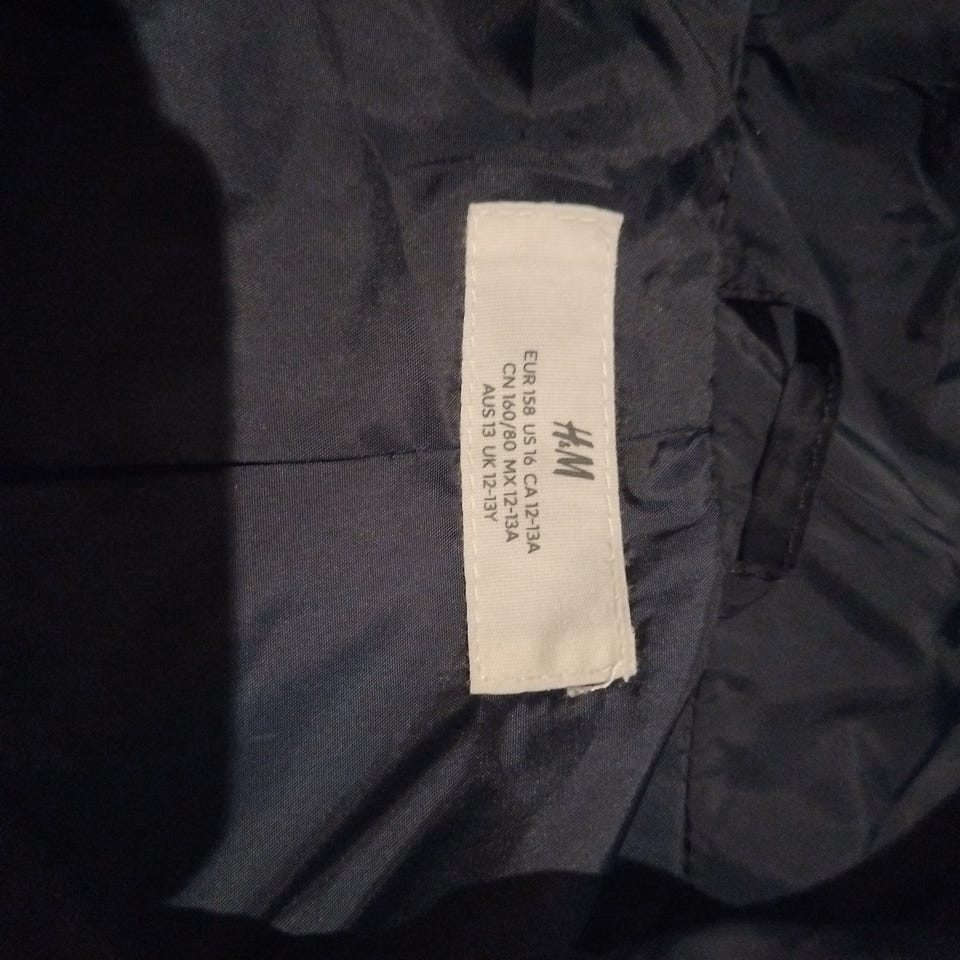 H&M
EUR 158 US 16 CA 12-13A
CN 160/80 MX 12-13A
AUS 13 UK 12-13Y